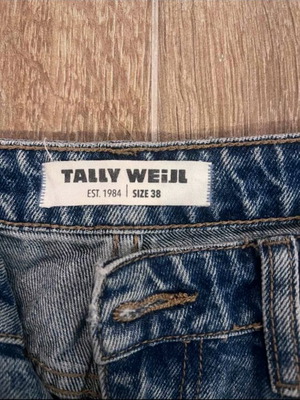 TALLY WEiJL
EST. 1984 | SIZE 38